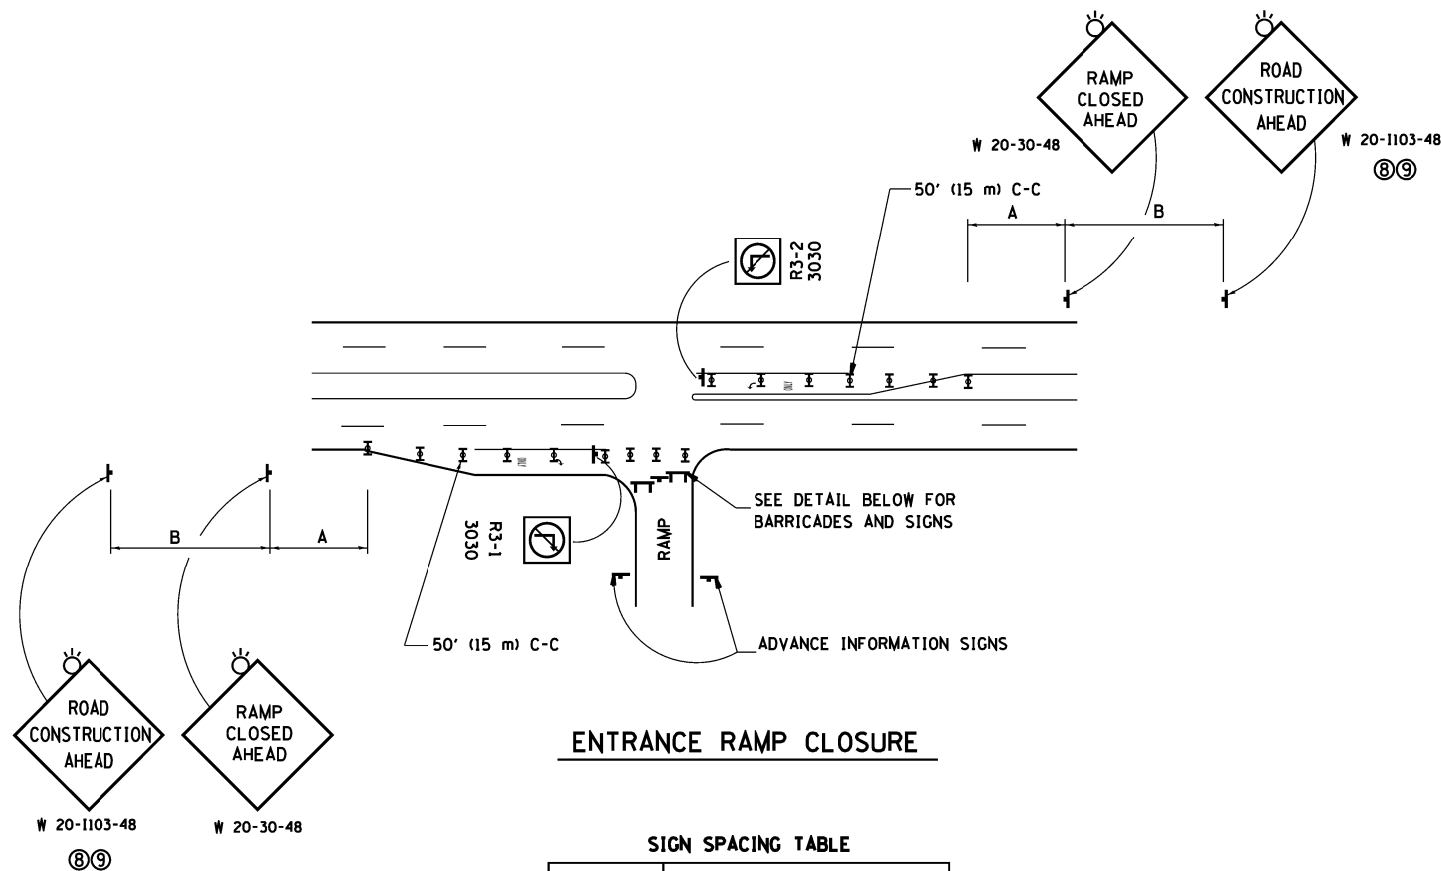 RAMP
CLOSED
AHEAD
W 20-30-48
ROAD
CONSTRUCTION
AHEAD
W 20-1103-48
⑧⑨
50' (15 m) C-C
A
B
R3-2
3030
ONLY
ONLY
B
A
R3-1
3030
RAMP
SEE DETAIL BELOW FOR
BARRICADES AND SIGNS
50' (15 m) C-C
ADVANCE INFORMATION SIGNS
ROAD
CONSTRUCTION
AHEAD
W 20-1103-48
⑧⑨
RAMP
CLOSED
AHEAD
W 20-30-48
ENTRANCE RAMP CLOSURE
SIGN SPACING TABLE